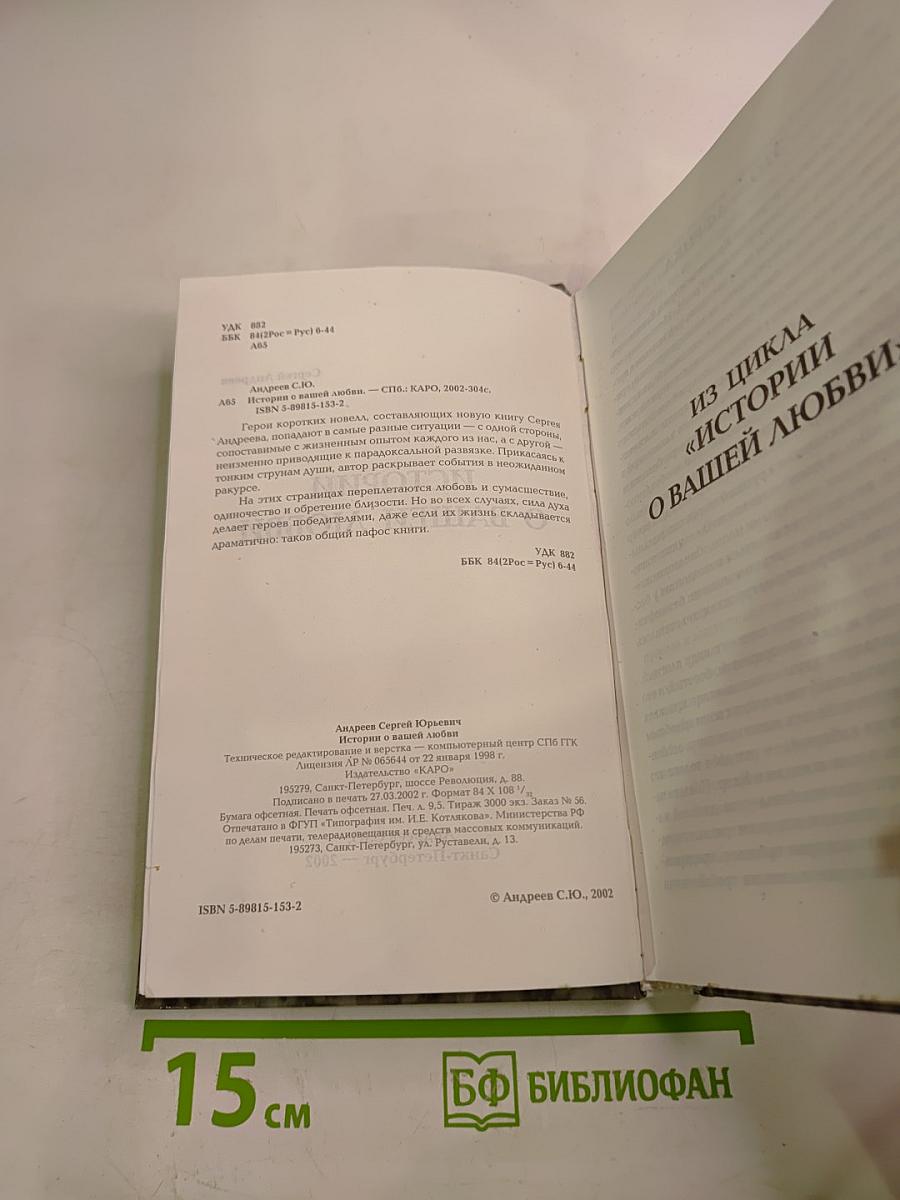 УДК 882
ББК 84(2Рос=Рус) 6-44
А65
Андреев С.Ю.
А65 Истории о вашей любви. — СПб.: КАРО, 2002-304с.
ISBN 5-89815-153-2
Герои коротких новелл, составляющих новую книгу Сергея
Андреева, попадают в самые разные ситуации — с одной стороны,
сопоставимые с жизненным опытом каждого из нас, а с другой —
неизменно приводящие к парадоксальной развязке. Прикасаясь к
тонким струнам души, автор раскрывает события в неожиданном
ракурсе.
На этих страницах переплетаются любовь и сумасшествие,
одиночество и обретение близости. Но во всех случаях, сила духа
делает героев победителями, даже если их жизнь складывается
драматично: таков общий пафос книги.
УДК 882
ББК 84(2Рос=Рус) 6-44
Андреев Сергей Юрьевич
Истории о вашей любви
Техническое редактирование и верстка — компьютерный центр СПб ГГК
Лицензия ЛР № 065644 от 22 января 1998 г.
Издательство «КАРО»
195279, Санкт-Петербург, шоссе Революция, д. 88.
Подписано в печать 27.03.2002 г. Формат 84 Х 108 1/32
Бумага офсетная. Печать офсетная. Печ. л. 9,5. Тираж 3000 экз. Заказ № 56.
Отпечатано в ФГУП «Типография им. И.Е. Котлякова». Министерства РФ
по делам печати, телерадиовещания и средств массовых коммуникаций.
195273, Санкт-Петербург, ул. Руставели, д. 13.
ISBN 5-89815-153-2
© Андреев С.Ю., 2002
ИЗ ЦИКЛА
«ИСТОРИИ
О ВАШЕЙ ЛЮБВИ»
15 см
БФ БИБЛИОФАН